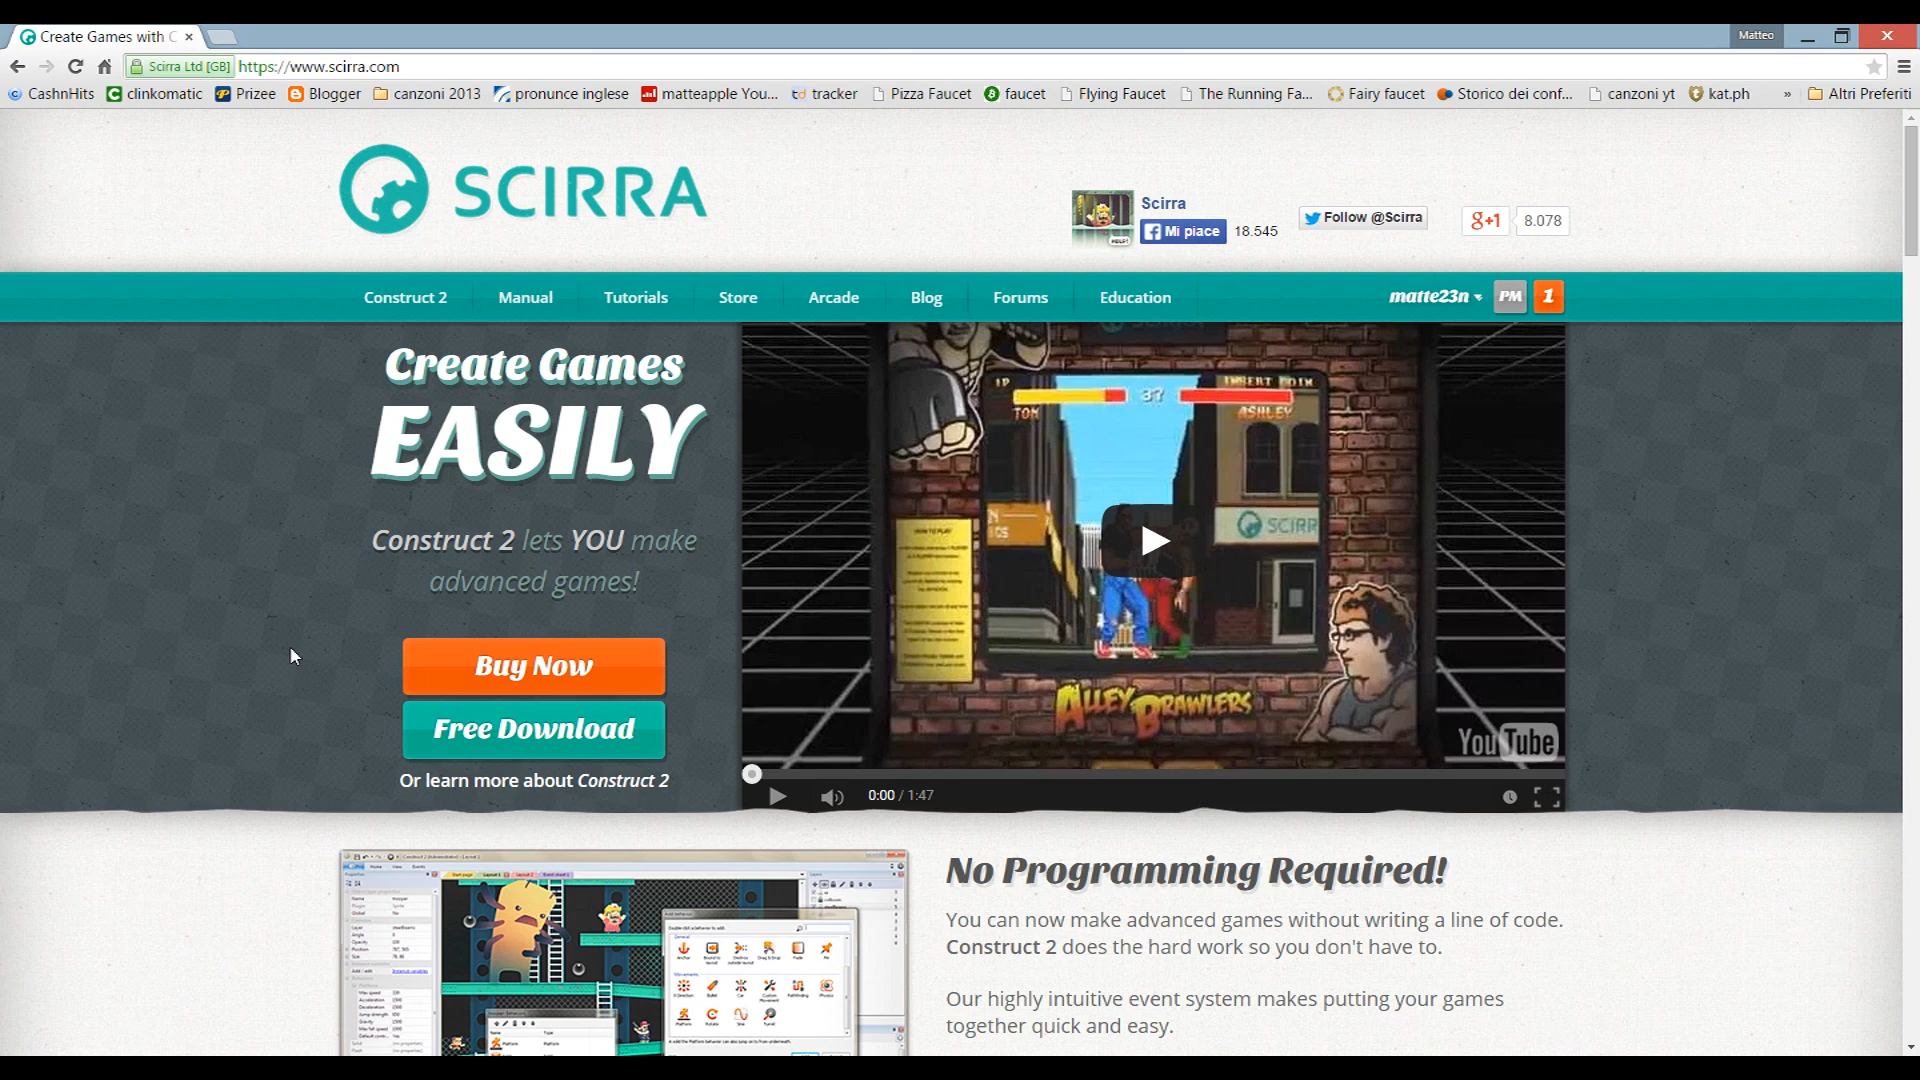 Create Games with C
Matteo
Scirra Ltd [GB]
https://www.scirra.com
CashnHits
clinkomatic
Prizee
Blogger
canzoni 2013
pronunce inglese
matteapple You...
tracker
Pizza Faucet
faucet
Flying Faucet
The Running Fa...
Fairy faucet
Storico dei conf...
canzoni yt
kat.ph
»
Altri Preferiti
SCIRRA
HELP!
Scirra
Mi piace
18.545
Follow @Scirra
g+1
8.078
Construct 2
Manual
Tutorials
Store
Arcade
Blog
Forums
Education
matte23n
PM
1
Create Games
EASILY
Construct 2 lets YOU make
advanced games!
Buy Now
Free Download
Or learn more about Construct 2
1P
INSERT COIN
TOM
37
ASHLEY
SCIRR
HOW TO PLAY
ALLEY BRAWLERS
YouTube
0:00 / 1:47
No Programming Required!
You can now make advanced games without writing a line of code.
Construct 2 does the hard work so you don't have to.
Our highly intuitive event system makes putting your games
together quick and easy.